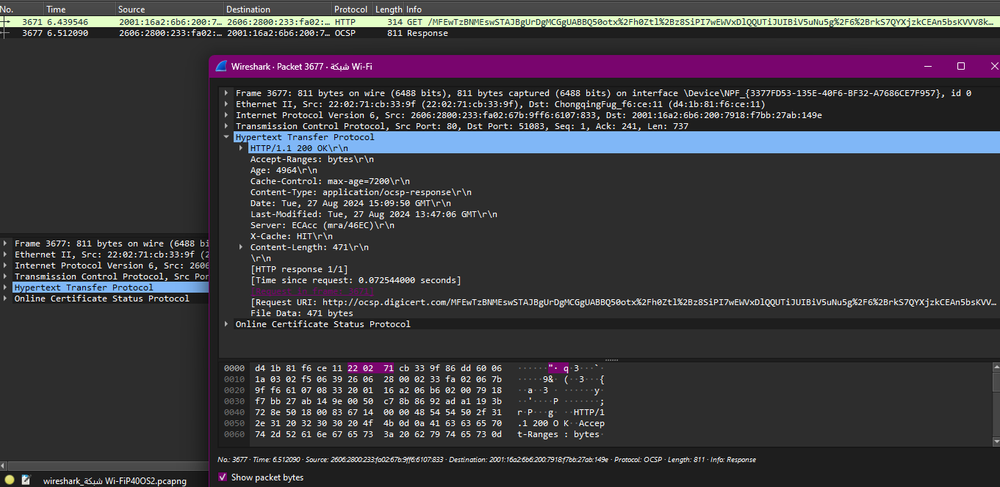 No. Time Source Destination Protocol Length Info
3671 6.439546 2001:16a2:6b6:200:7… 2606:2800:233:fa02:… HTTP 314 GET /MFEwTzBNMEswSTAJBgUrDgMCGgUABBQ50otx%2Fh0Ztl%2Bz8SiPI7wEWVxDlQQUTiJUIBiV5uNu5g%2F6%2BrkS7QYXjzkCEAn5bsKVVV8k…
3677 6.512090 2606:2800:233:fa02:… 2001:16a2:6b6:200:7… OCSP 811 Response
Wireshark · Packet 3677 · شبكة Wi-Fi
Frame 3677: 811 bytes on wire (6488 bits), 811 bytes captured (6488 bits) on interface \Device\NPF_{3377FD53-135E-40F6-BF32-A7686CE7F957}, id 0
Ethernet II, Src: 22:02:71:cb:33:9f (22:02:71:cb:33:9f), Dst: ChongqingFug_f6:ce:11 (d4:1b:81:f6:ce:11)
Internet Protocol Version 6, Src: 2606:2800:233:fa02:67b:9ff6:6107:833, Dst: 2001:16a2:6b6:200:7918:f7bb:27ab:149e
Transmission Control Protocol, Src Port: 80, Dst Port: 51083, Seq: 1, Ack: 241, Len: 737
Hypertext Transfer Protocol
HTTP/1.1 200 OK\r\n
Accept-Ranges: bytes\r\n
Age: 4964\r\n
Cache-Control: max-age=7200\r\n
Content-Type: application/ocsp-response\r\n
Date: Tue, 27 Aug 2024 15:09:50 GMT\r\n
Last-Modified: Tue, 27 Aug 2024 13:47:06 GMT\r\n
Server: ECAcc (mra/46EC)\r\n
X-Cache: HIT\r\n
Content-Length: 471\r\n
\r\n
[HTTP response 1/1]
[Time since request: 0.072544000 seconds]
[Request in frame: 3671]
[Request URI: http://ocsp.digicert.com/MFEwTzBNMEswSTAJBgUrDgMCGgUABBQ50otx%2Fh0Ztl%2Bz8SiPI7wEWVxDlQQUTiJUIBiV5uNu5g%2F6%2BrkS7QYXjzkCEAn5bsKVV…
File Data: 471 bytes
Online Certificate Status Protocol
Frame 3677: 811 bytes on wire (6488 bi
Ethernet II, Src: 22:02:71:cb:33:9f (2
Internet Protocol Version 6, Src: 2606
Transmission Control Protocol, Src Por
Hypertext Transfer Protocol
Online Certificate Status Protocol
0000 d4 1b 81 f6 ce 11 22 02 71 cb 33 9f 86 dd 60 06 ······"· q·3···`·
0010 1a 03 02 f5 06 39 26 06 28 00 02 33 fa 02 06 7b ·····9&· (··3···{
0020 9f f6 61 07 08 33 20 01 16 a2 06 b6 02 00 79 18 ··a··3 · ······y·
0030 f7 bb 27 ab 14 9e 00 50 c7 8b 86 92 ad a1 19 3b ··'····P ·······;
0040 72 8e 50 18 00 83 67 14 00 00 48 54 54 50 2f 31 r·P···g· ··HTTP/1
0050 2e 31 20 32 30 30 20 4f 4b 0d 0a 41 63 63 65 70 .1 200 O K··Accep
0060 74 2d 52 61 6e 67 65 73 3a 20 62 79 74 65 73 0d t-Ranges : bytes·
No.: 3677 · Time: 6.512090 · Source: 2606:2800:233:fa02:67b:9ff6:6107:833 · Destination: 2001:16a2:6b6:200:7918:f7bb:27ab:149e · Protocol: OCSP · Length: 811 · Info: Response
Show packet bytes
wireshark_شبكة Wi-FiP40OS2.pcapng